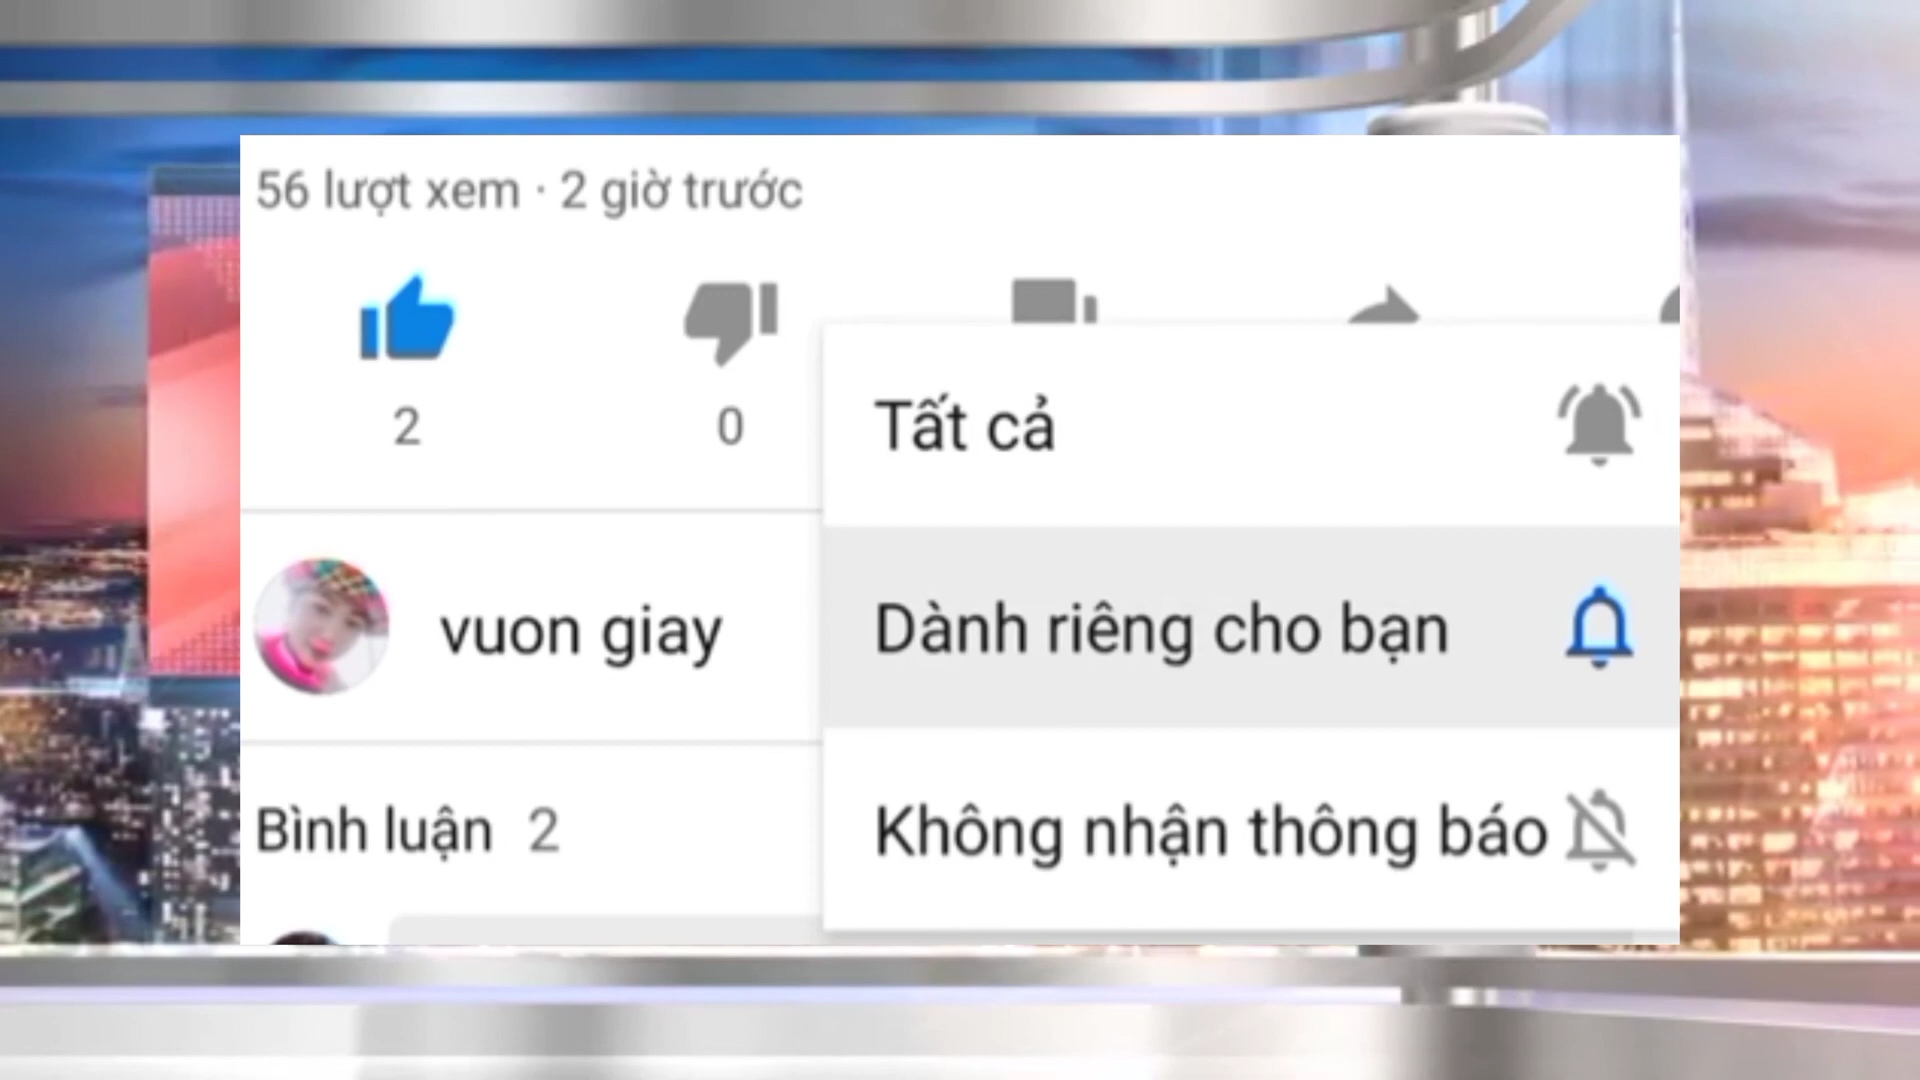 56 lượt xem · 2 giờ trước
2
0
Tất cả
vuon giay
Dành riêng cho bạn
Bình luận 2
Không nhận thông báo